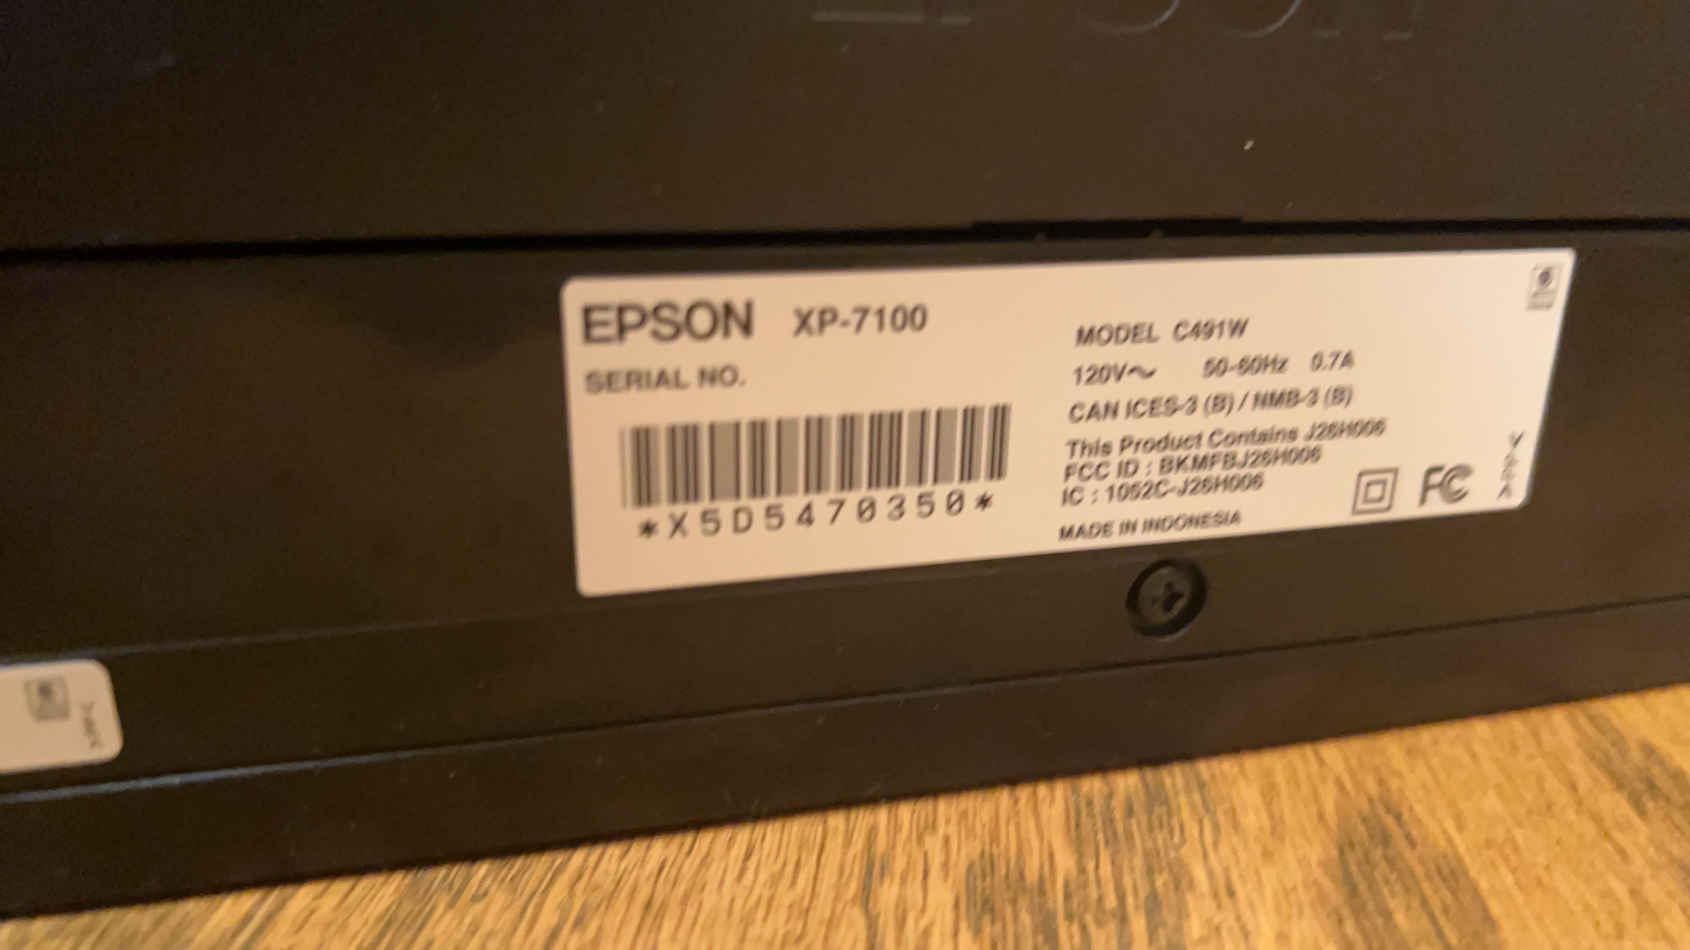 EPSON XP-7100
SERIAL NO.
*X5D5470350*
MODEL C491W
120V~ 50-60Hz 0.7A
CAN ICES-3 (B) / NMB-3 (B)
This Product Contains J26H006
FCC ID : BKMFBJ26H006
IC : 1052C-J26H006
MADE IN INDONESIA
FC